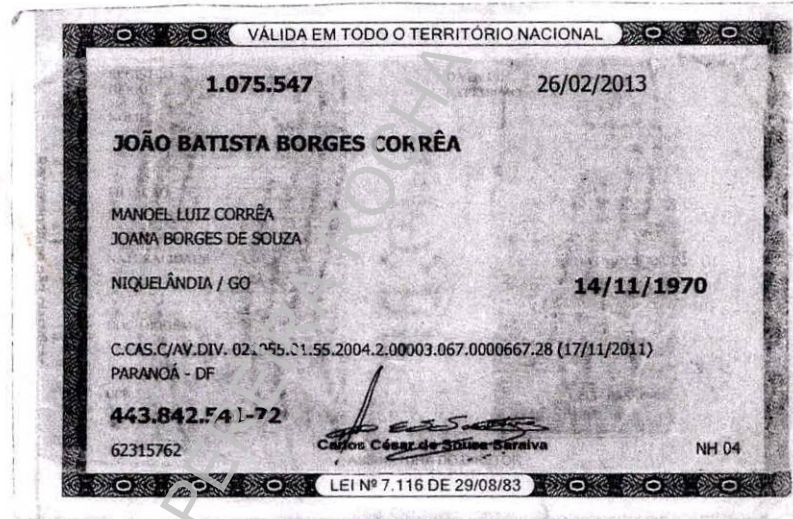 VÁLIDA EM TODO O TERRITÓRIO NACIONAL
1.075.547 26/02/2013
JOÃO BATISTA BORGES CORRÊA
MANOEL LUIZ CORRÊA
JOANA BORGES DE SOUZA
NIQUELÂNDIA / GO 14/11/1970
C.CAS.C/AV.DIV. (17/11/2011)
PARANOÁ - DF
Carlos César de Sousa Saraiva
62315762 NH 04
LEI Nº 7.116 DE 29/08/83
ROCHA